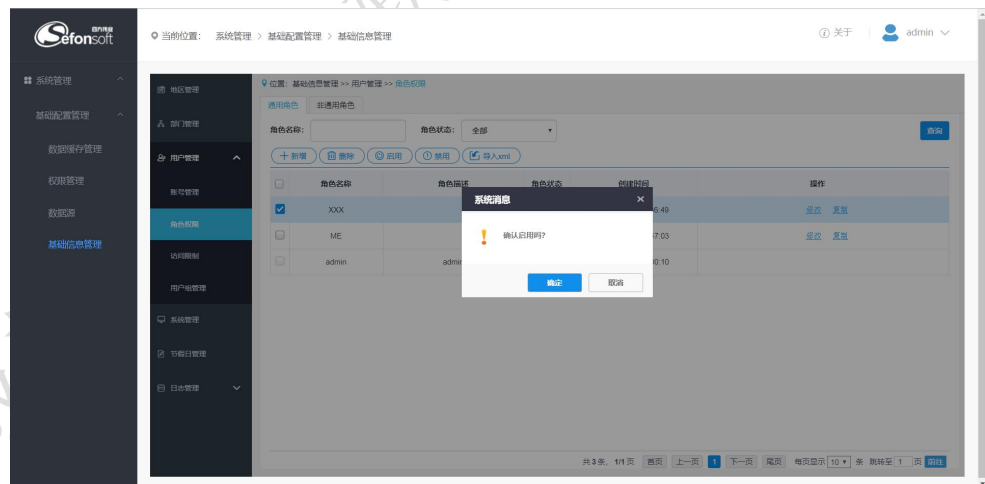 Sefonsoft
当前位置： 系统管理 > 基础配置管理 > 基础信息管理
关于
admin
系统管理
基础配置管理
数据缓存管理
权限管理
数据源
基础信息管理
地区管理
部门管理
用户管理
账号管理
角色权限
访问限制
用户组管理
系统管理
节假日管理
日志管理
位置：基础信息管理 >> 用户管理 >> 角色权限
通用角色 非通用角色
角色名称： 角色状态： 全部 查询
新增 删除 启用 禁用 导入xml
角色名称 角色描述 角色状态 创建时间 操作
XXX 修改 复制
ME 7:03 修改 复制
admin 0:10
系统消息 ×
确认启用吗?
确定 取消
共3条, 1/1页 首页 上一页 1 下一页 尾页 每页显示 10 条 跳转至 1 页 前往